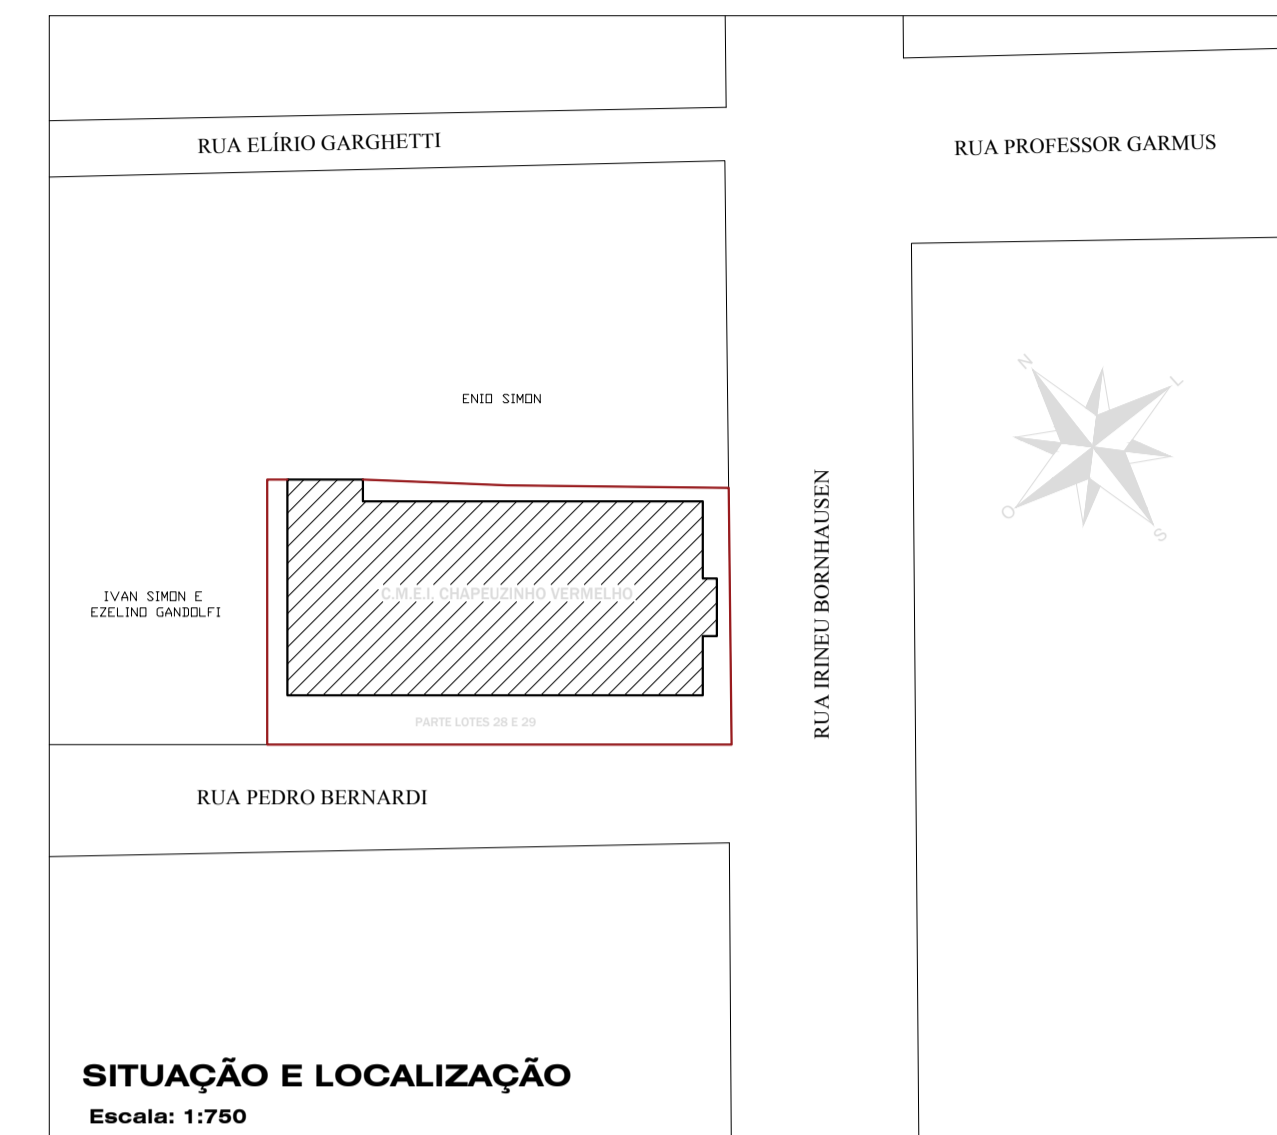 RUA ELÍRIO GARGHETTI
RUA PROFESSOR GARMUS
N
L
O
S
ENIO SIMON
RUA IRINEU BORNHAUSEN
C.M.E.I. CHAPEUZINHO VERMELHO
IVAN SIMON E
EZELINO GANDOLFI
PARTE LOTES 28 E 29
RUA PEDRO BERNARDI
SITUAÇÃO E LOCALIZAÇÃO
Escala: 1:750